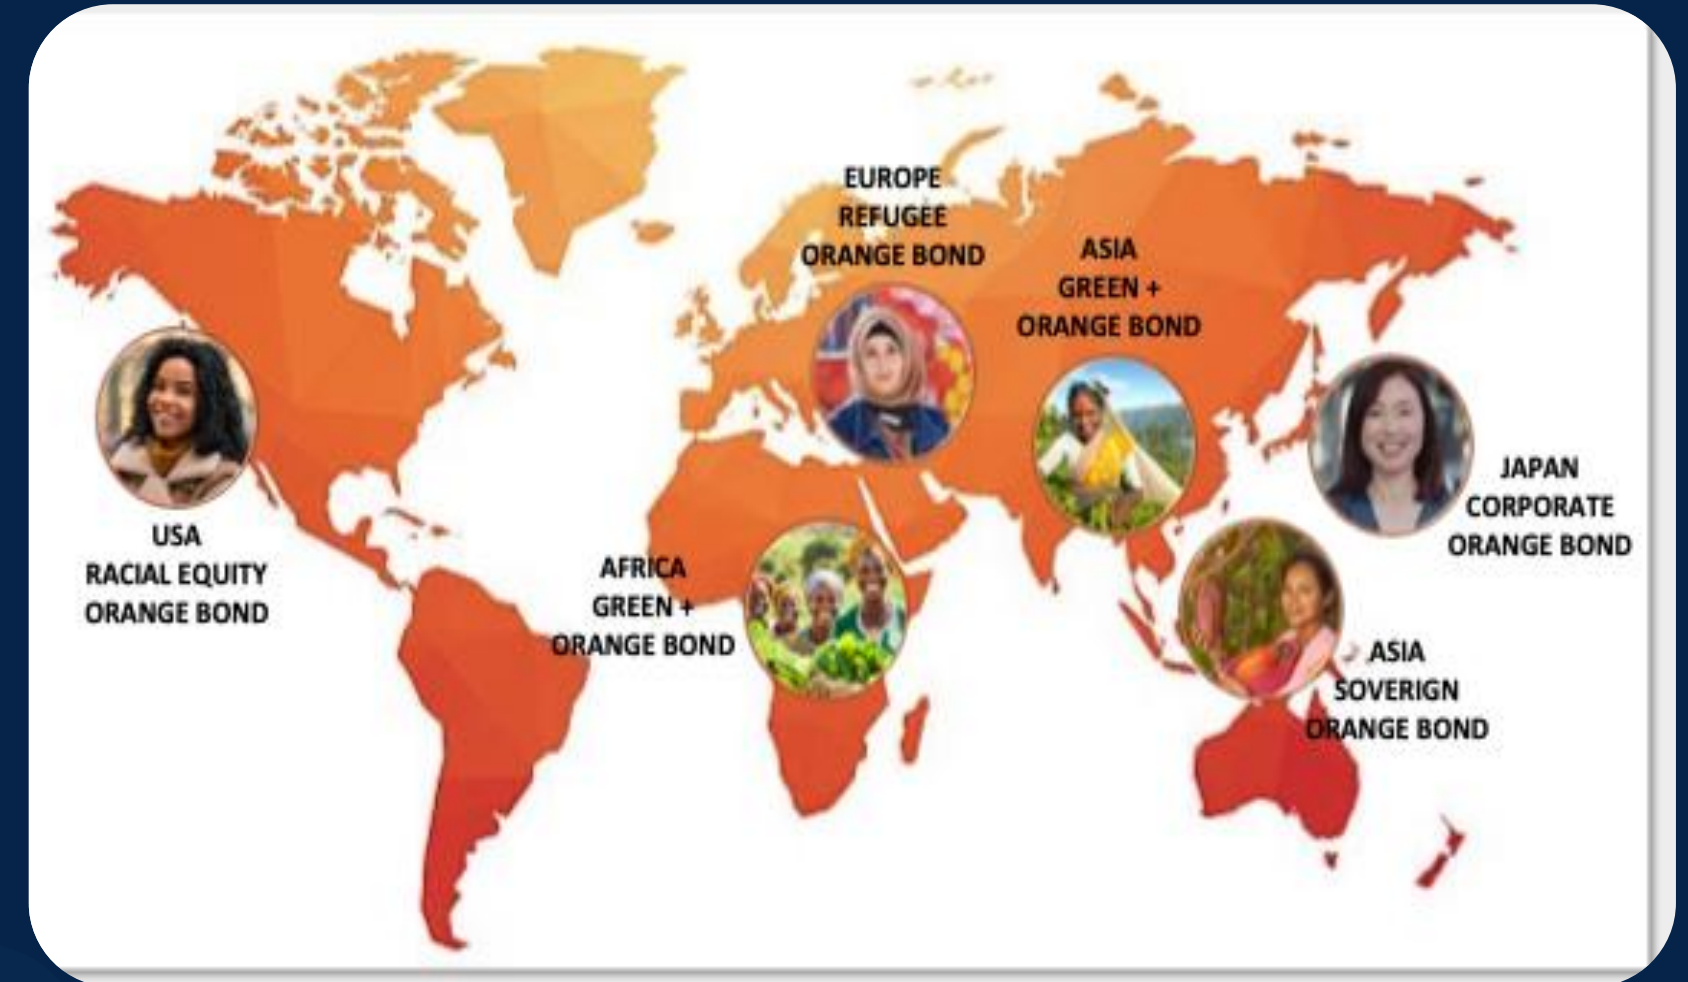 EUROPE
REFUGEE
ORANGE BOND
ASIA
GREEN +
ORANGE BOND
JAPAN
CORPORATE
ORANGE BOND
USA
RACIAL EQUITY
ORANGE BOND
AFRICA
GREEN +
ORANGE BOND
ASIA
SOVERIGN
ORANGE BOND